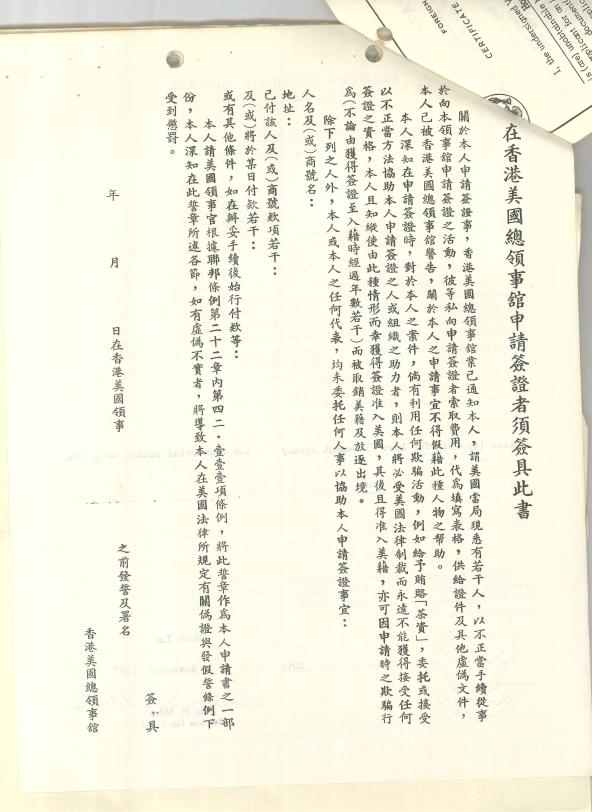 在香港美國總領事舘申請簽證者須簽具此書
關於本人申請簽證事，香港美國總領事舘業已通知本人，謂美國當局現悉有若干人，以不正當手續從事
於向本領事舘申請簽證之活動，彼等私向申請簽證者索取費用，代為填寫表格，供給證件及其他虛偽文件，
本人已被香港美國總領事舘警告，關於本人之申請事宜不得假藉此種人物之帮助。
本人深知在申請簽證時，對於本人之案件，倘有利用任何欺騙活動，例如給予賄賂「茶資」，委托或接受
以不正當方法協助本人申請簽證之人或組織之助力者，則本人將必受美國法律制裁而永遠不能獲得接受任何
簽證之資格，本人且知縱使由此種情形而幸獲得簽證准入美國，其後且得准入美籍，亦可因申請時之欺騙行
為（不論由獲得簽證至入籍時經過年數若干）而被取銷美籍及放逐出境。
除下列之人外，本人或本人之任何代表，均未委托任何人事以協助本人申請簽證事宜：
人名及（或）商號名：
地址：
已付該人及（或）商號欵項若干：
及（或）將於某日付欵若干：
或有其他條件，如在辦妥手續後始行付欵等：
本人請美國領事官根據聯邦條例第二十二章內第四二．壹壹壹項條例，將此誓章作為本人申請書之一部
份，本人深知在此誓章所述各節，如有虛偽不實者，將導致本人在美國法律所規定有關偽證與發假誓條例下
受到懲罰。
簽具
年 月 日在香港美國領事 之前發誓及署名
香港美國總領事舘
FOREIGN
CERTIFICATE
I, the undersigned
is (are) unobtainable
applicant for an
document